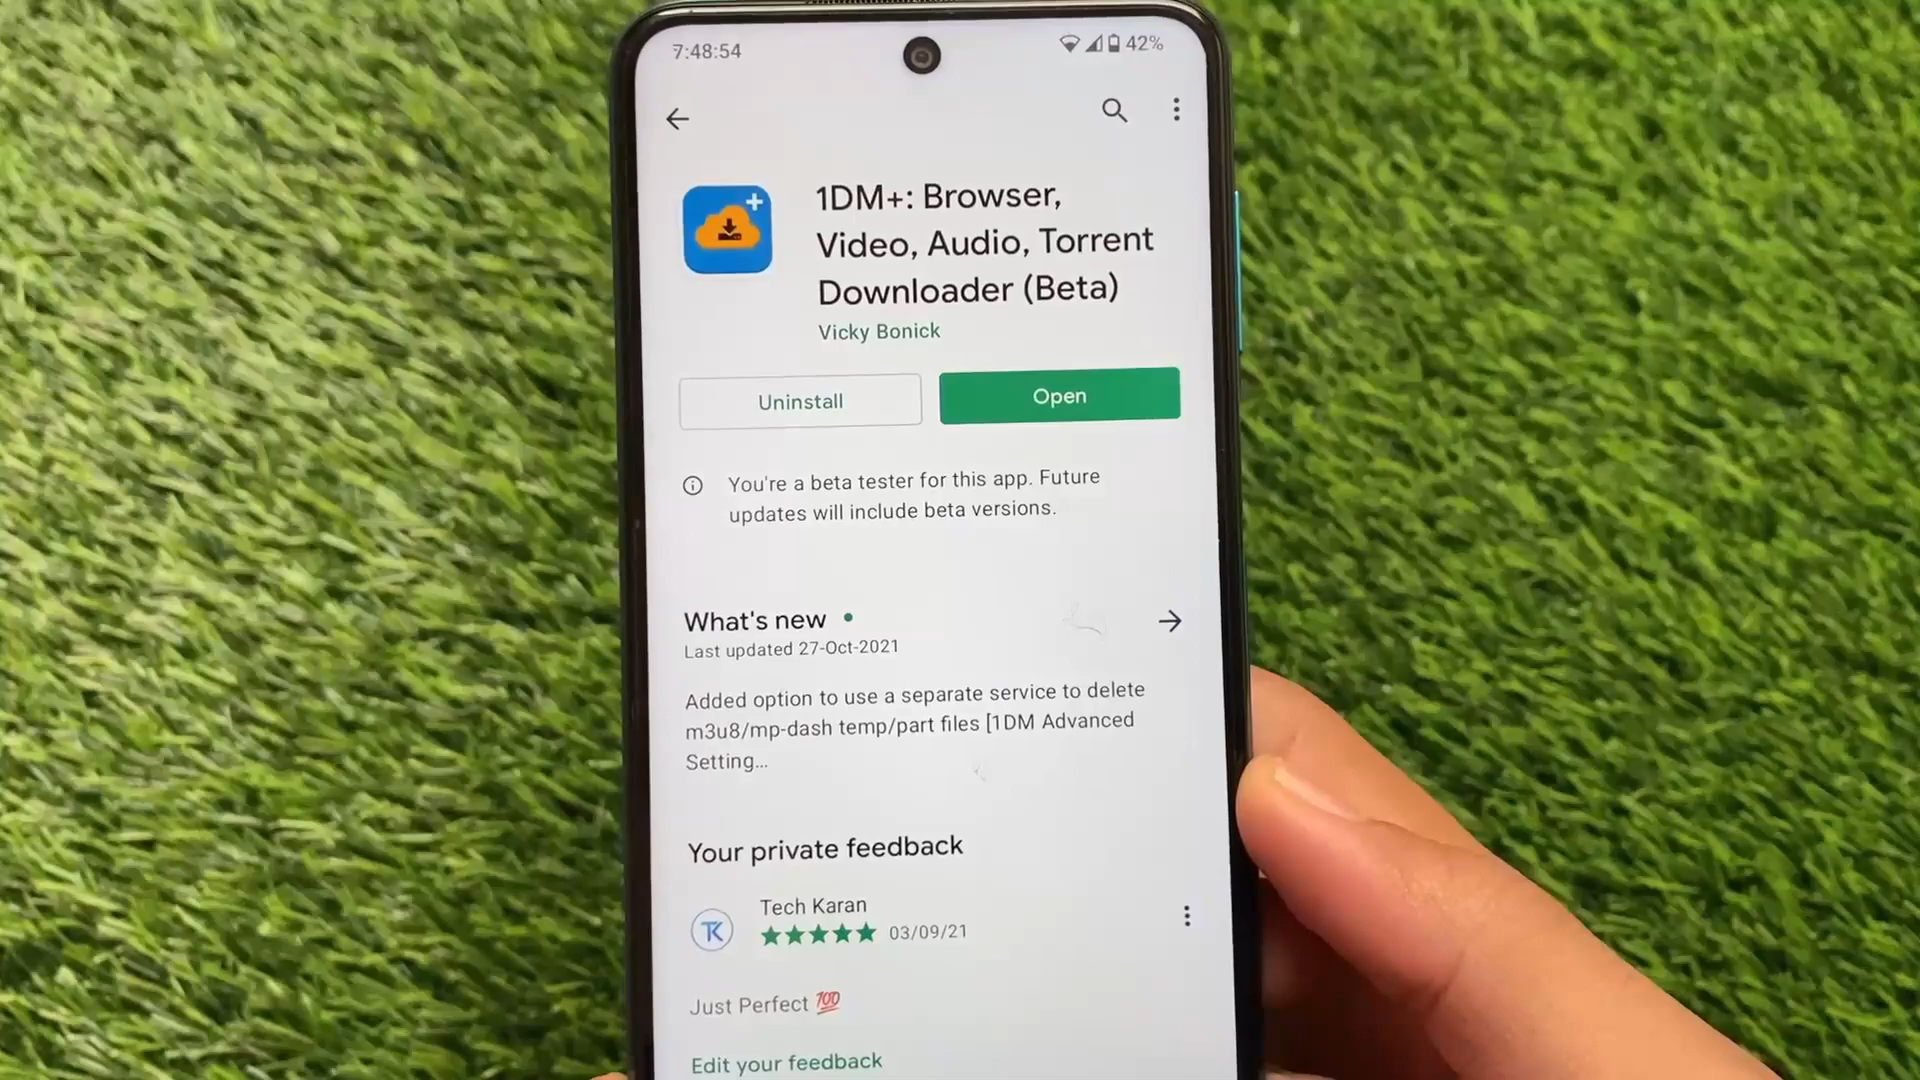 7:48:54
42%
1DM+: Browser,
Video, Audio, Torrent
Downloader (Beta)
Vicky Bonick
Uninstall
Open
You're a beta tester for this app. Future
updates will include beta versions.
What's new
Last updated 27-Oct-2021
Added option to use a separate service to delete
m3u8/mp-dash temp/part files [1DM Advanced
Setting...
Your private feedback
TK
Tech Karan
03/09/21
Just Perfect 💯
Edit your feedback